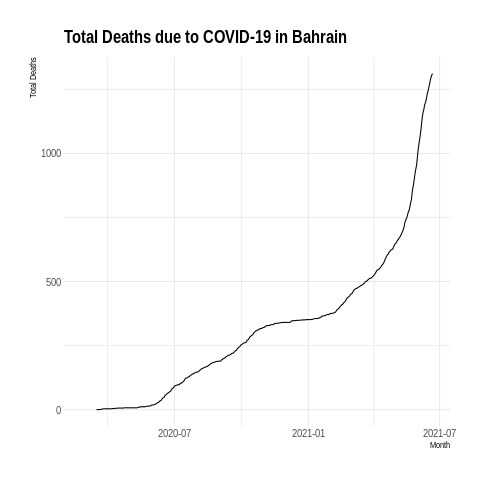 Total Deaths due to COVID-19 in Bahrain
Total Deaths
1000
500
0
2020-07
2021-01
2021-07
Month